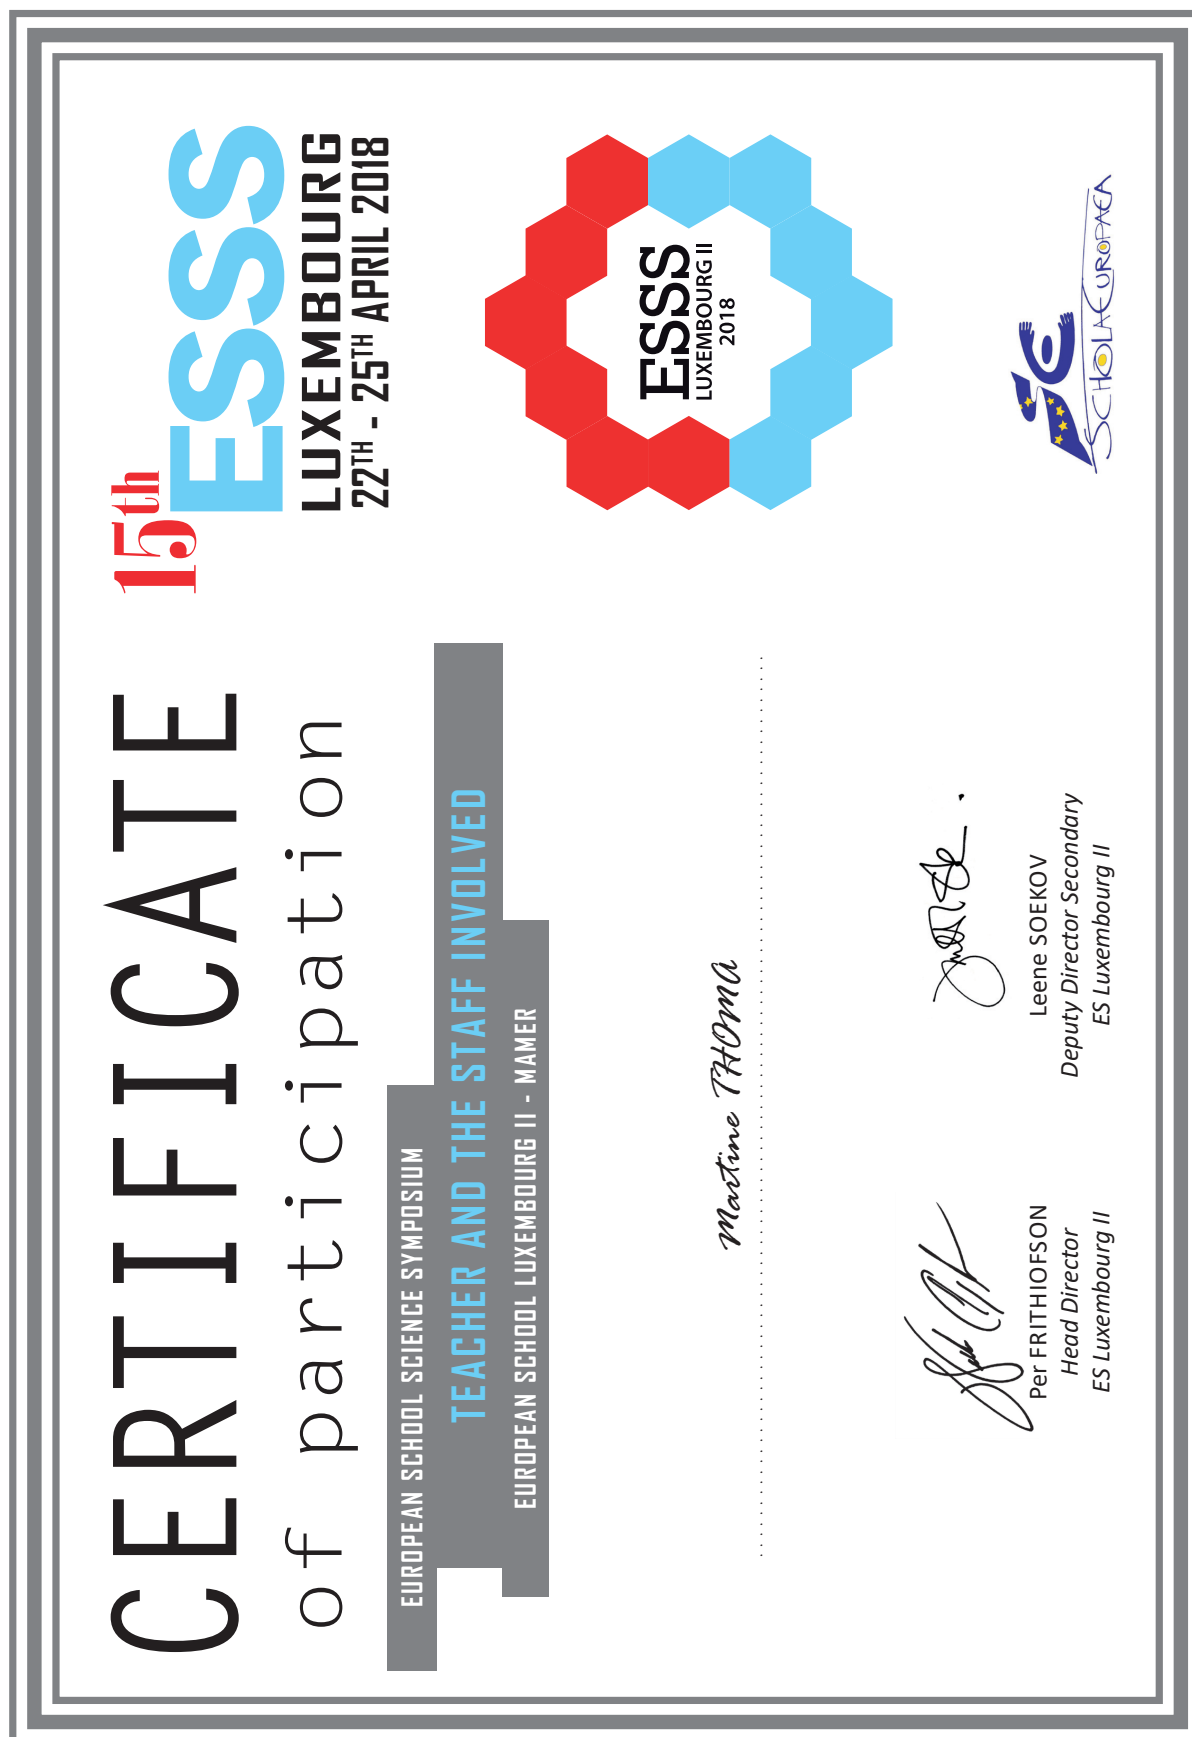 CERTIFICATE
of participation
EUROPEAN SCHOOL SCIENCE SYMPOSIUM
TEACHER AND THE STAFF INVOLVED
EUROPEAN SCHOOL LUXEMBOURG II - MAMER
Martine THOMA
Per FRITHIOFSON
Head Director
ES Luxembourg II
Leene SOEKOV
Deputy Director Secondary
ES Luxembourg II
15th
ESSS
LUXEMBOURG
22TH - 25TH APRIL 2018
ESSS
LUXEMBOURG II
2018
SCHOLA EUROPAEA